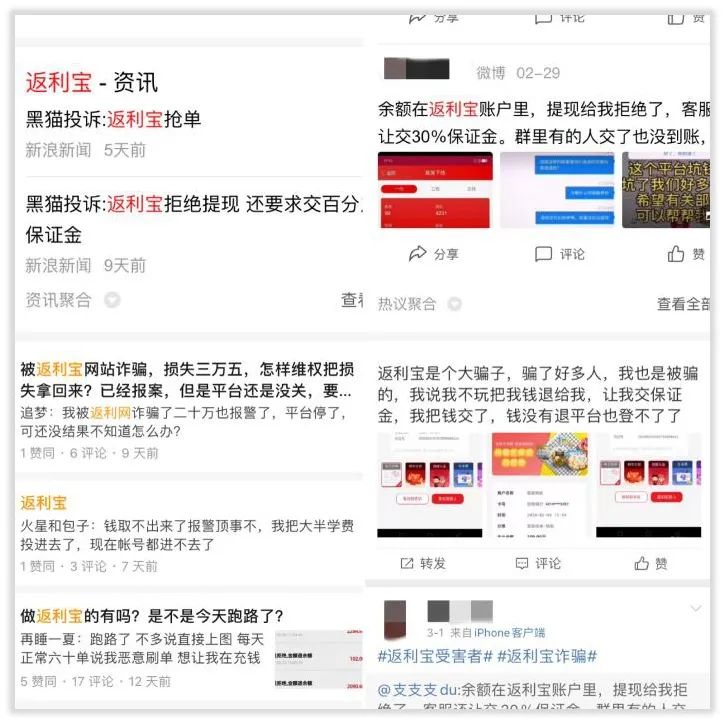 返利宝 - 资讯
黑猫投诉:返利宝抢单
新浪新闻 5天前
黑猫投诉:返利宝拒绝提现 还要求交百分
保证金
新浪新闻 9天前
资讯聚合
查看
被返利宝网站诈骗，损失三万五，怎样维权把损
失拿回来？已经报案，但是平台还是没关，要...
追梦：我被返利网诈骗了二十万也报警了，平台停了，
可还没结果不知道怎么办？
1 赞同 · 6 评论 · 9 天前
返利宝
火星和包子：钱取不出来了报警顶事不，我把大半学费
投进去了，现在帐号都进不去了
1 赞同 · 3 评论 · 7 天前
做返利宝的有吗？是不是今天跑路了？
再睡一夏：跑路了 不多说直接上图 每天
正常六十单说我恶意刷单 想让我在充钱
5 赞同 · 17 评论 · 12 天前
分享
评论
赞
微博 02-29
余额在返利宝账户里，提现给我拒绝了，客服
让交30%保证金。群里有的人交了也没到账，
这个平台坑钱
坑了我们好多
希望有关部
可以帮帮我
分享
评论
赞
热议聚合
查看全部
返利宝是个大骗子，骗了好多人，我也是被骗
的，我说我不玩把我钱退给我，让我交保证
金，我把钱交了，钱没有退平台也登不了了
转发
评论
赞
3-1 来自iPhone客户端
#返利宝受害者# #返利宝诈骗#
@支支支du:余额在返利宝账户里，提现给我
拒绝了，客服还让交30%保证金。群里有的人交